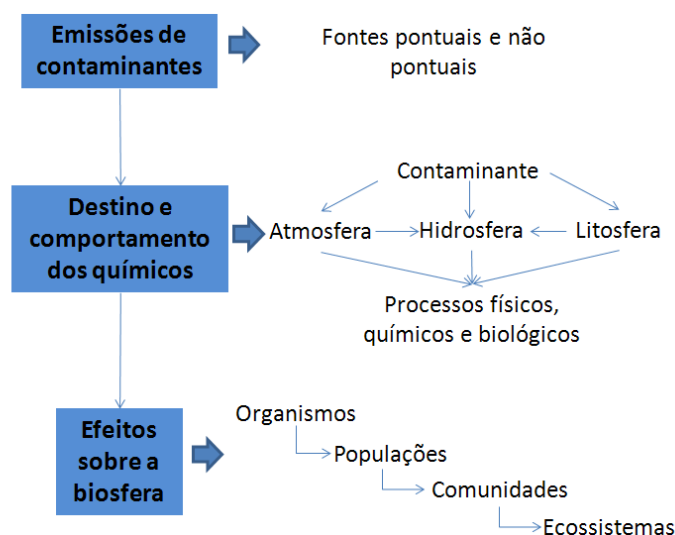 Emissões de
contaminantes
Fontes pontuais e não
pontuais
Contaminante
Destino e
comportamento
dos químicos
Atmosfera
Hidrosfera
Litosfera
Processos físicos,
químicos e biológicos
Efeitos
sobre a
biosfera
Organismos
Populações
Comunidades
Ecossistemas